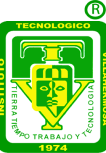 ®
TECNOLOGICO
INSTITUTO
VILLAHERMOSA
TIERRA TIEMPO TRABAJO Y TECNOLOGIA
1974